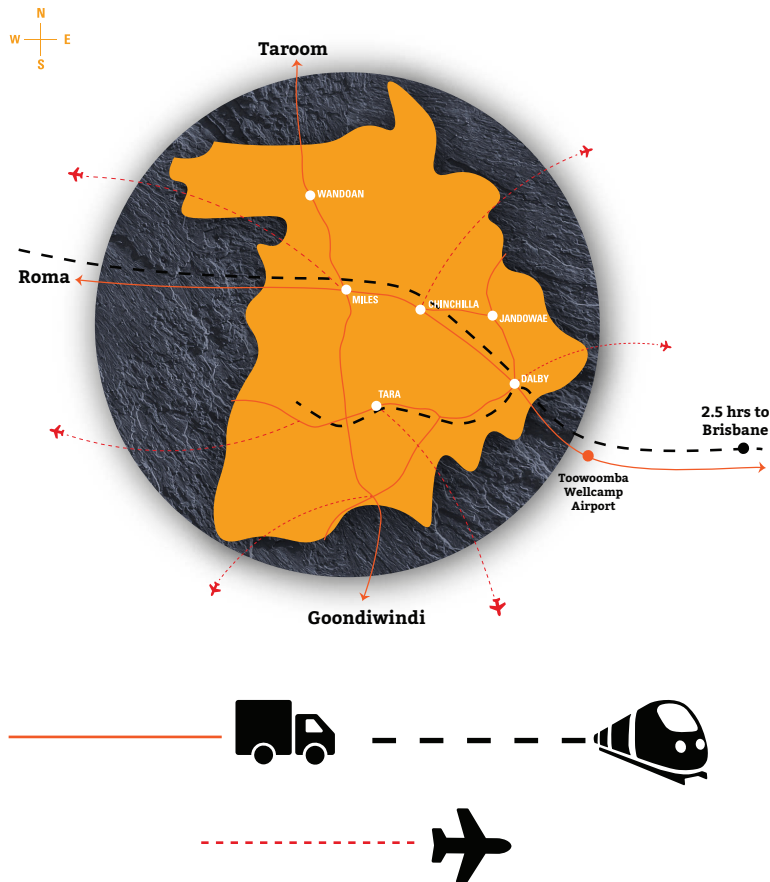 N
W
E
S
Taroom
WANDOAN
Roma
MILES
CHINCHILLA
JANDOWAE
DALBY
TARA
2.5 hrs to
Brisbane
Toowoomba
Wellcamp
Airport
Goondiwindi